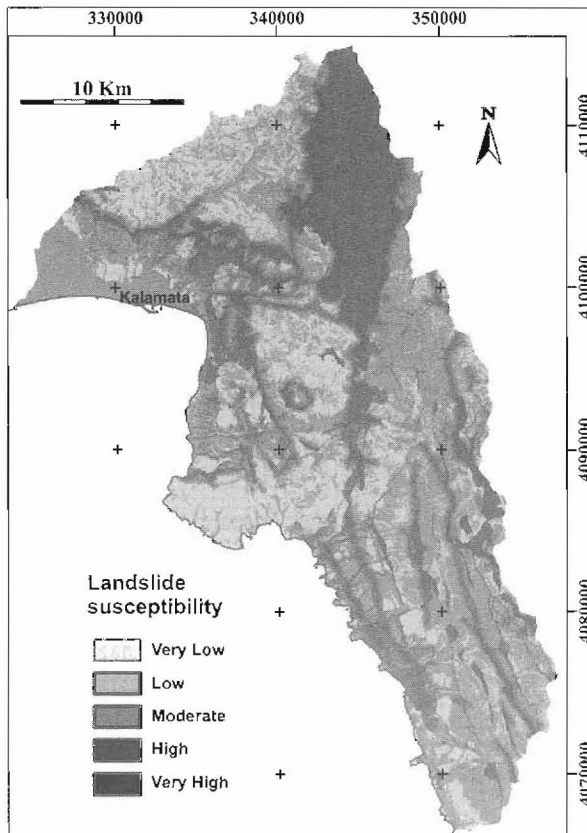 330000 340000 350000
10 Km
N
4110000
4100000
Kalamata
4090000
4080000
4070000
Landslide
susceptibility
Very Low
Low
Moderate
High
Very High